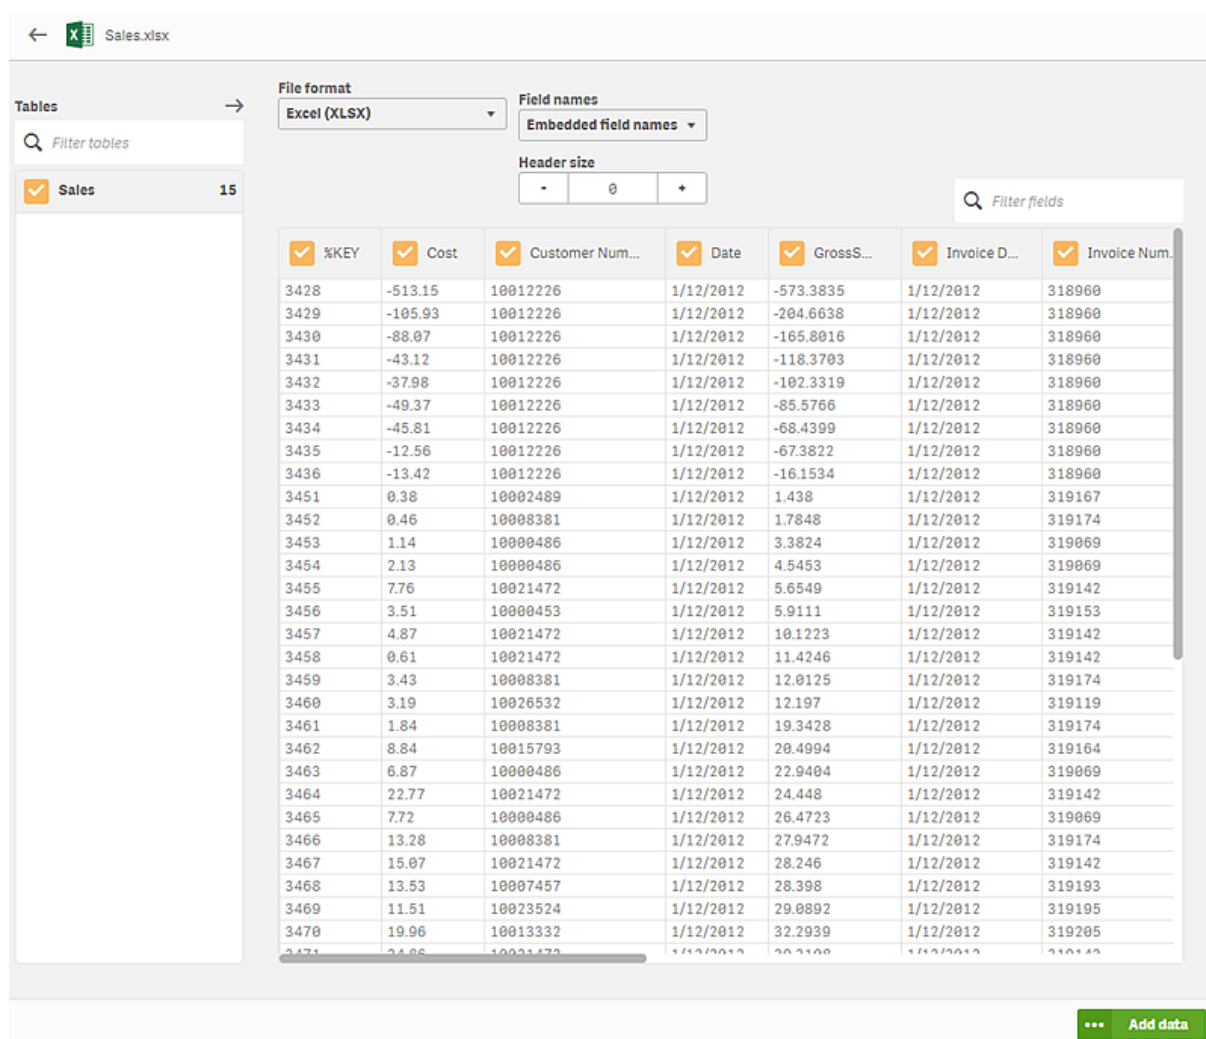 Sales.xlsx
Tables
Filter tables
Sales 15
File format
Excel (XLSX)
Field names
Embedded field names
Header size
- 0 +
Filter fields
%KEY Cost Customer Num... Date GrossS... Invoice D... Invoice Num.
3428 -513.15 10012226 1/12/2012 -573.3835 1/12/2012 318960
3429 -105.93 10012226 1/12/2012 -204.6638 1/12/2012 318960
3430 -88.07 10012226 1/12/2012 -165.8016 1/12/2012 318960
3431 -43.12 10012226 1/12/2012 -118.3703 1/12/2012 318960
3432 -37.98 10012226 1/12/2012 -102.3319 1/12/2012 318960
3433 -49.37 10012226 1/12/2012 -85.5766 1/12/2012 318960
3434 -45.81 10012226 1/12/2012 -68.4399 1/12/2012 318960
3435 -12.56 10012226 1/12/2012 -67.3822 1/12/2012 318960
3436 -13.42 10012226 1/12/2012 -16.1534 1/12/2012 318960
3451 0.38 10002489 1/12/2012 1.438 1/12/2012 319167
3452 0.46 10008381 1/12/2012 1.7848 1/12/2012 319174
3453 1.14 10000486 1/12/2012 3.3824 1/12/2012 319069
3454 2.13 10000486 1/12/2012 4.5453 1/12/2012 319069
3455 7.76 10021472 1/12/2012 5.6549 1/12/2012 319142
3456 3.51 10000453 1/12/2012 5.9111 1/12/2012 319153
3457 4.87 10021472 1/12/2012 10.1223 1/12/2012 319142
3458 0.61 10021472 1/12/2012 11.4246 1/12/2012 319142
3459 3.43 10008381 1/12/2012 12.0125 1/12/2012 319174
3460 3.19 10026532 1/12/2012 12.197 1/12/2012 319119
3461 1.84 10008381 1/12/2012 19.3428 1/12/2012 319174
3462 8.84 10015793 1/12/2012 20.4994 1/12/2012 319164
3463 6.87 10000486 1/12/2012 22.9404 1/12/2012 319069
3464 22.77 10021472 1/12/2012 24.448 1/12/2012 319142
3465 7.72 10000486 1/12/2012 26.4723 1/12/2012 319069
3466 13.28 10008381 1/12/2012 27.9472 1/12/2012 319174
3467 15.07 10021472 1/12/2012 28.246 1/12/2012 319142
3468 13.53 10007457 1/12/2012 28.398 1/12/2012 319193
3469 11.51 10023524 1/12/2012 29.0892 1/12/2012 319195
3470 19.96 10013332 1/12/2012 32.2939 1/12/2012 319205
Add data